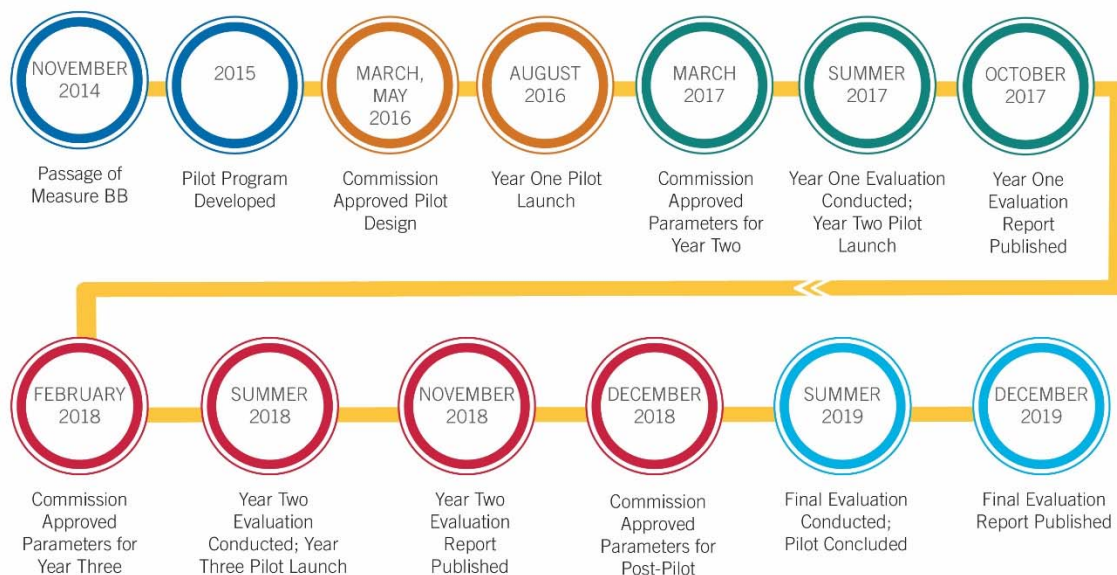 NOVEMBER
2014
2015
MARCH,
MAY
2016
AUGUST
2016
MARCH
2017
SUMMER
2017
OCTOBER
2017
Passage of
Measure BB
Pilot Program
Developed
Commission
Approved Pilot
Design
Year One Pilot
Launch
Commission
Approved
Parameters for
Year Two
Year One Evaluation
Conducted;
Year Two Pilot
Launch
Year One
Evaluation
Report
Published
FEBRUARY
2018
SUMMER
2018
NOVEMBER
2018
DECEMBER
2018
SUMMER
2019
DECEMBER
2019
Commission
Approved
Parameters for
Year Three
Year Two
Evaluation
Conducted; Year
Three Pilot Launch
Year Two
Evaluation
Report
Published
Commission
Approved
Parameters for
Post-Pilot
Final Evaluation
Conducted;
Pilot Concluded
Final Evaluation
Report Published